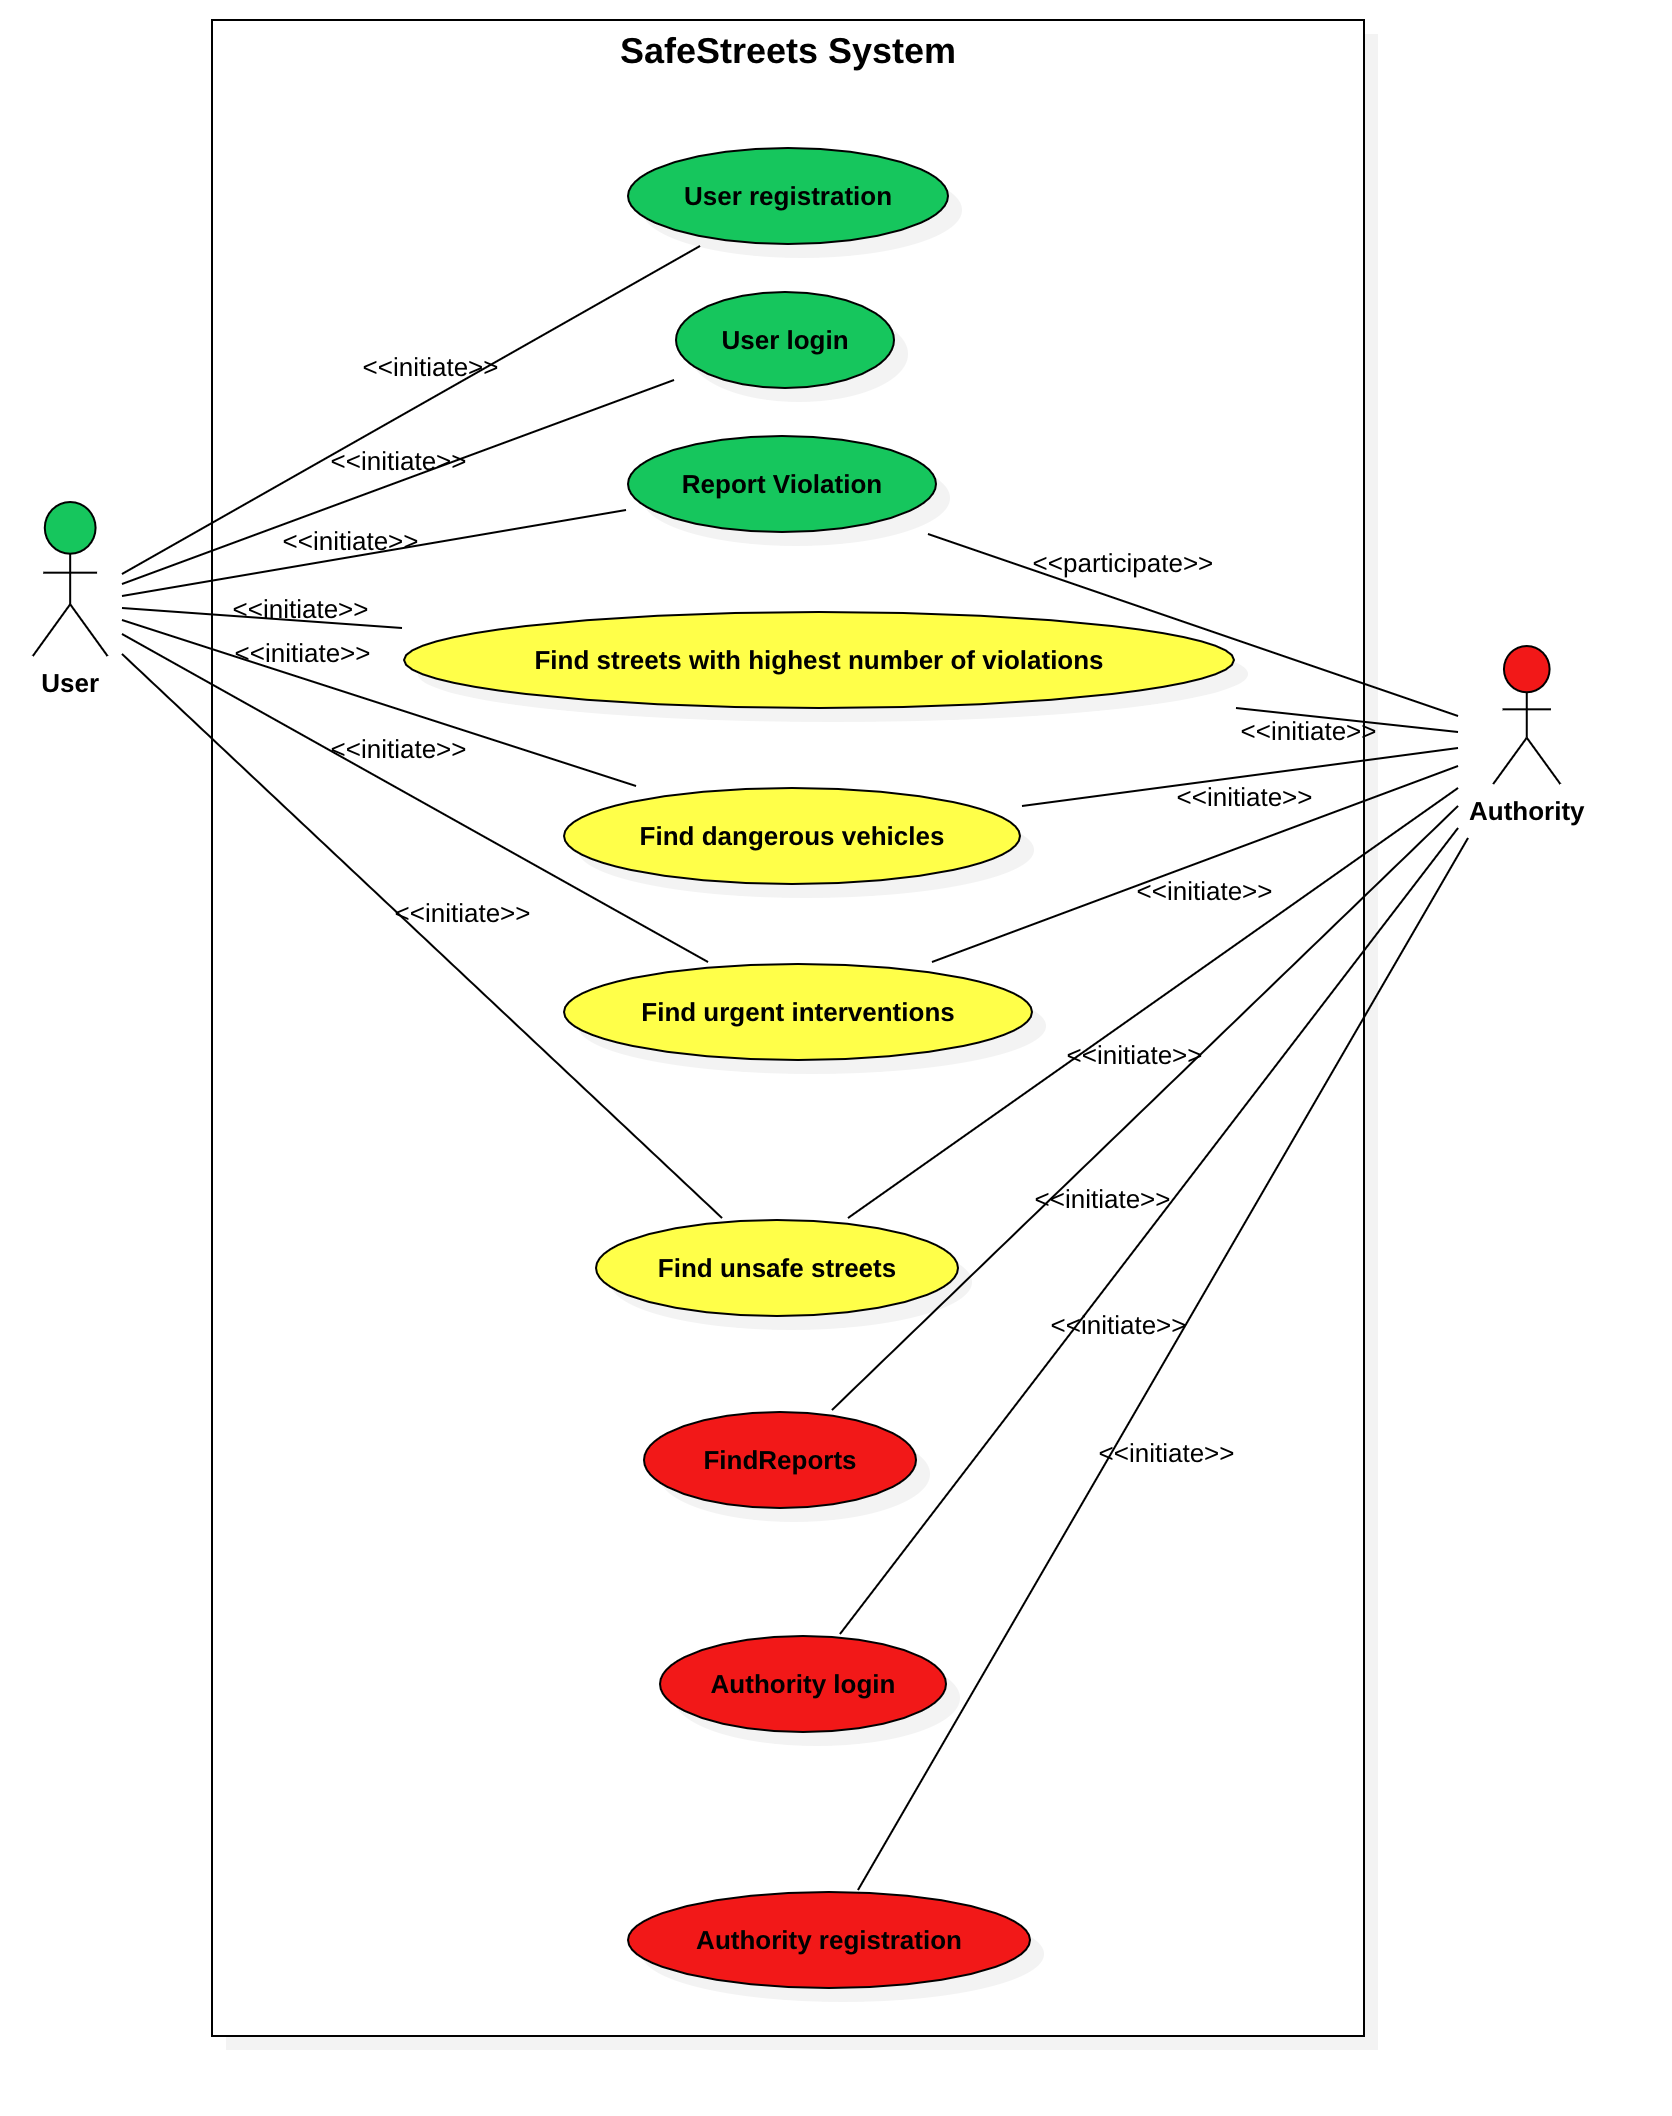 SafeStreets System
User registration
User login
<<initiate>>
<<initiate>>
Report Violation
<<initiate>>
<<participate>>
<<initiate>>
<<initiate>>
Find streets with highest number of violations
User
<<initiate>>
<<initiate>>
<<initiate>>
Authority
Find dangerous vehicles
<<initiate>>
<<initiate>>
Find urgent interventions
<<initiate>>
<<initiate>>
Find unsafe streets
<<initiate>>
<<initiate>>
FindReports
Authority login
Authority registration